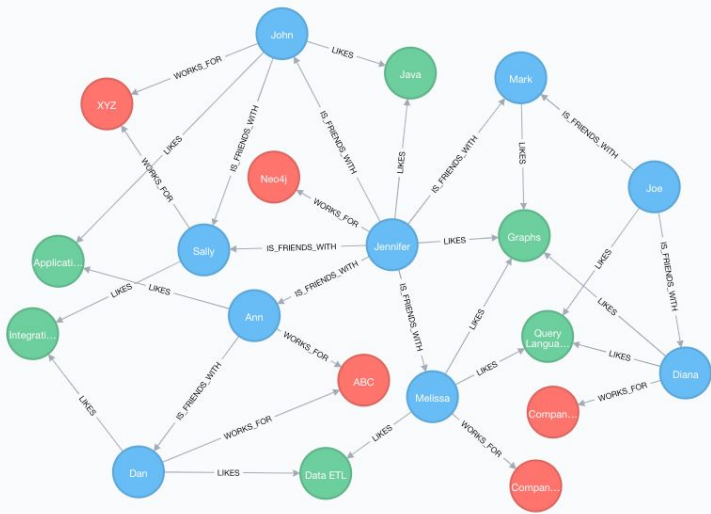 John
LIKES
Java
Mark
WORKS_FOR
XYZ
LIKES
IS_FRIENDS_WITH
IS_FRIENDS_WITH
LIKES
IS_FRIENDS_WITH
LIKES
IS_FRIENDS_WITH
WORKS_FOR
Neo4j
WORKS_FOR
Joe
Sally
IS_FRIENDS_WITH
Jennifer
LIKES
Graphs
Applicati...
LIKES
LIKES
IS_FRIENDS_WITH
IS_FRIENDS_WITH
LIKES
LIKES
LIKES
IS_FRIENDS_WITH
Integrati...
Ann
WORKS_FOR
Query
Langua...
LIKES
Diana
IS_FRIENDS_WITH
ABC
LIKES
Melissa
WORKS_FOR
Compan...
LIKES
WORKS_FOR
LIKES
WORKS_FOR
Dan
LIKES
Data ETL
Compan...